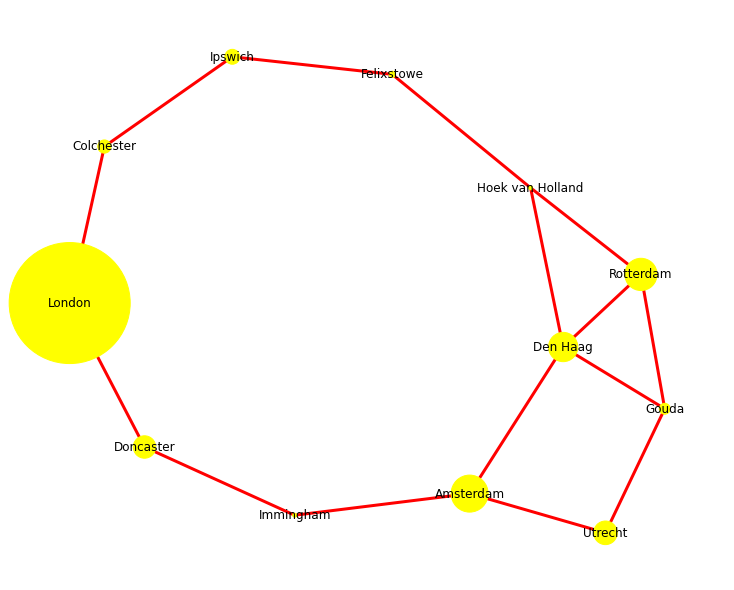 Ipswich
Felixstowe
Colchester
Hoek van Holland
Rotterdam
London
Den Haag
Gouda
Doncaster
Amsterdam
Immingham
Utrecht